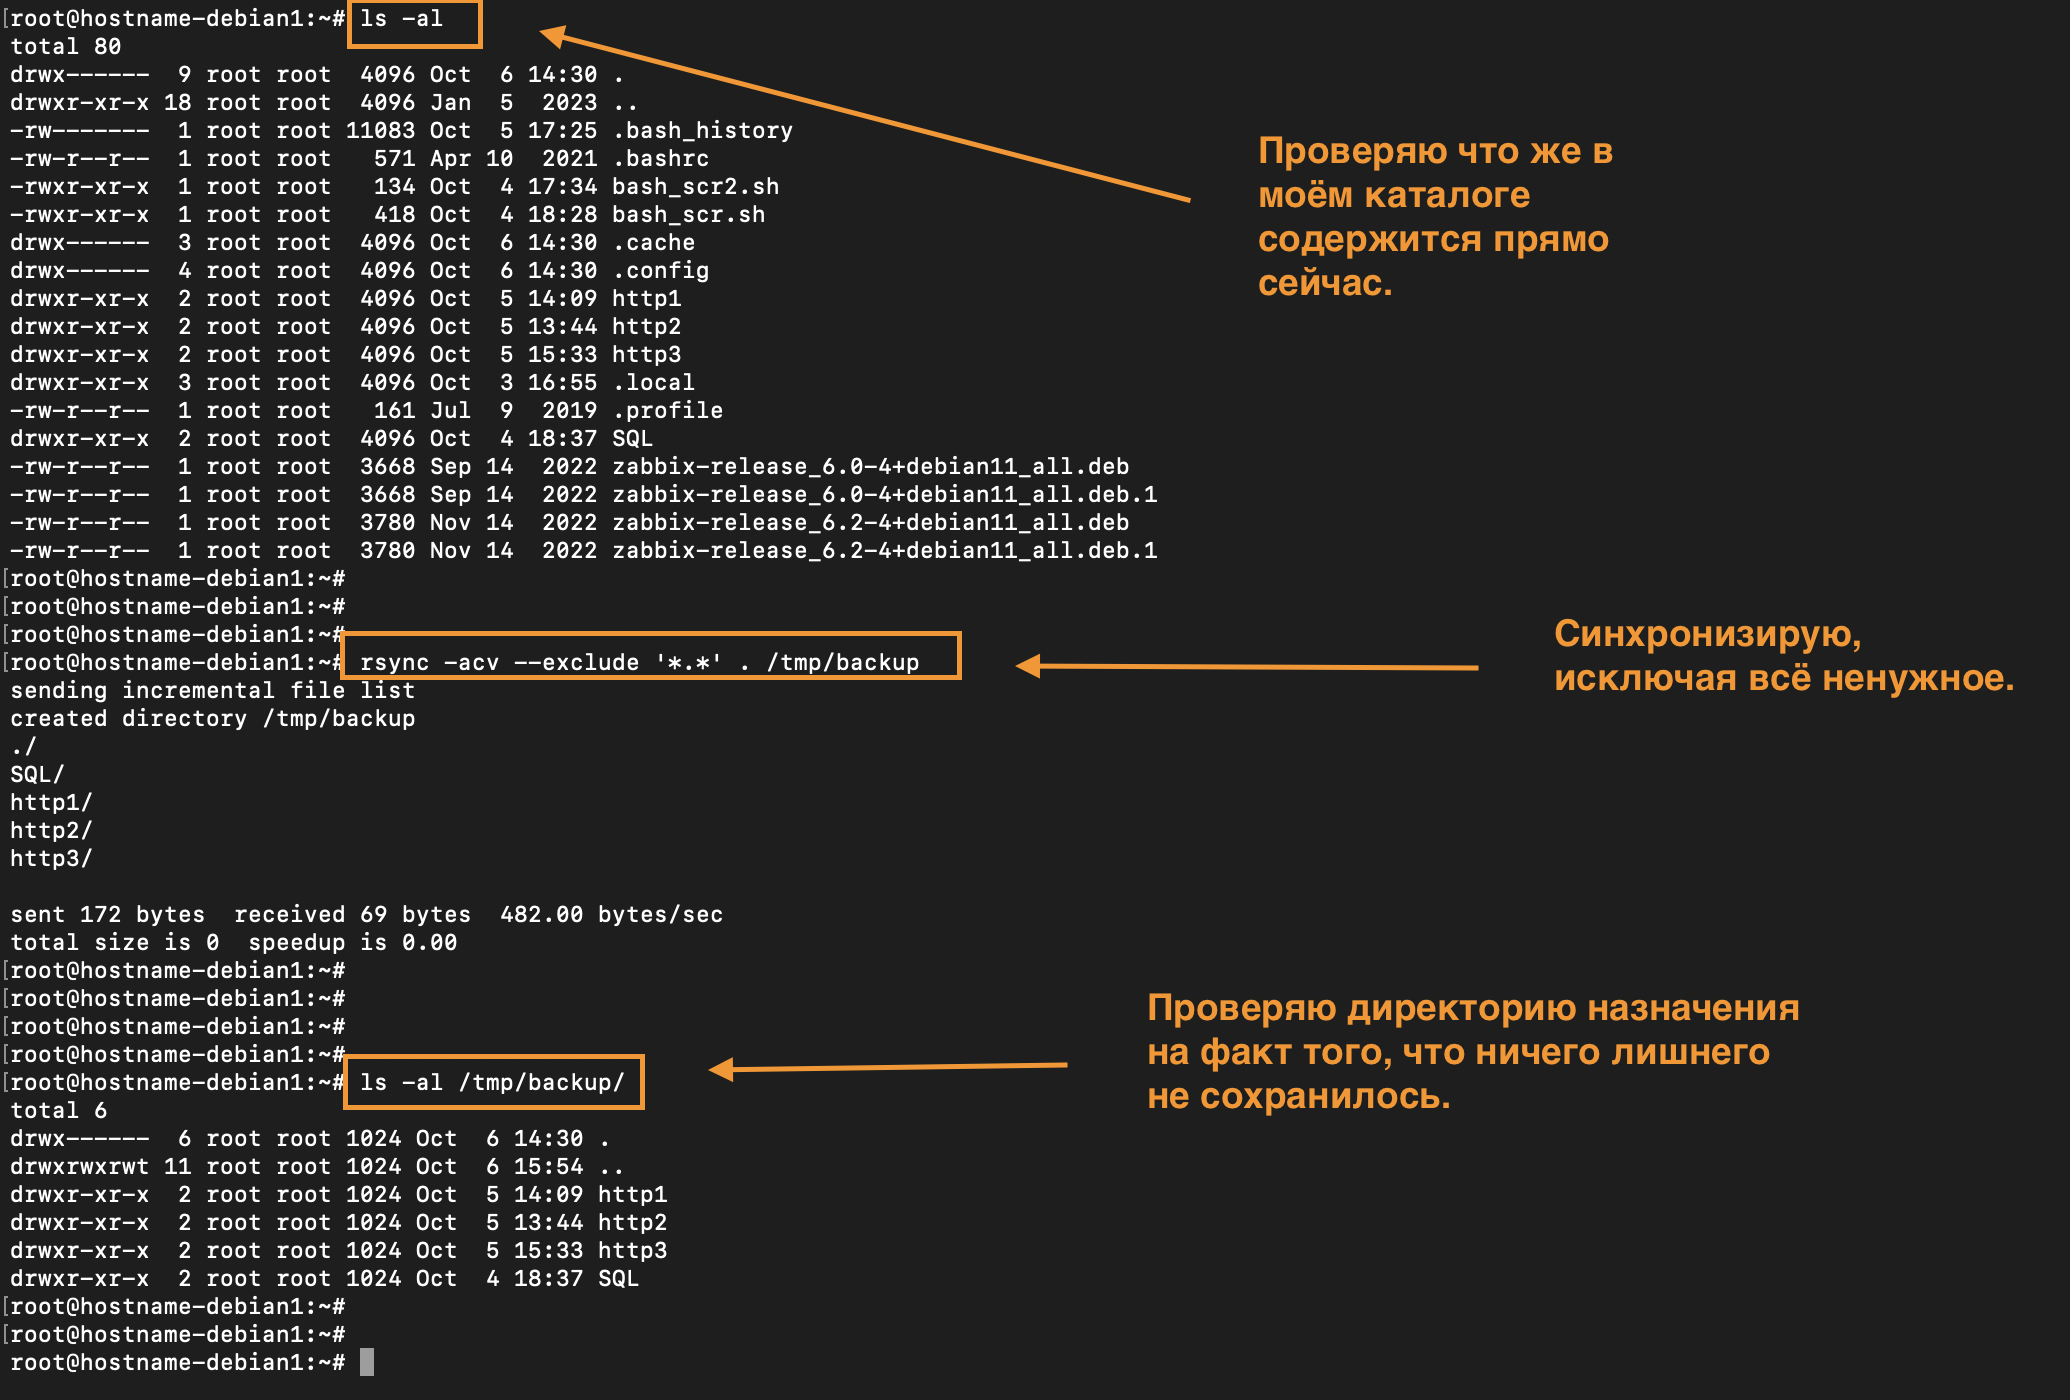 [root@hostname-debian1:~# ls -al
total 80
drwx------  9 root root  4096 Oct  6 14:30 .
drwxr-xr-x 18 root root  4096 Jan  5  2023 ..
-rw-------  1 root root 11083 Oct  5 17:25 .bash_history
-rw-r--r--  1 root root   571 Apr 10  2021 .bashrc
-rwxr-xr-x  1 root root   134 Oct  4 17:34 bash_scr2.sh
-rwxr-xr-x  1 root root   418 Oct  4 18:28 bash_scr.sh
drwx------  3 root root  4096 Oct  6 14:30 .cache
drwx------  4 root root  4096 Oct  6 14:30 .config
drwxr-xr-x  2 root root  4096 Oct  5 14:09 http1
drwxr-xr-x  2 root root  4096 Oct  5 13:44 http2
drwxr-xr-x  2 root root  4096 Oct  5 15:33 http3
drwxr-xr-x  3 root root  4096 Oct  3 16:55 .local
-rw-r--r--  1 root root   161 Jul  9  2019 .profile
drwxr-xr-x  2 root root  4096 Oct  4 18:37 SQL
-rw-r--r--  1 root root  3668 Sep 14  2022 zabbix-release_6.0-4+debian11_all.deb
-rw-r--r--  1 root root  3668 Sep 14  2022 zabbix-release_6.0-4+debian11_all.deb.1
-rw-r--r--  1 root root  3780 Nov 14  2022 zabbix-release_6.2-4+debian11_all.deb
-rw-r--r--  1 root root  3780 Nov 14  2022 zabbix-release_6.2-4+debian11_all.deb.1
Проверяю что же в
моём каталоге
содержится прямо
сейчас.
[root@hostname-debian1:~#
[root@hostname-debian1:~#
[root@hostname-debian1:~#
[root@hostname-debian1:~# rsync -acv --exclude '*.*' . /tmp/backup
sending incremental file list
created directory /tmp/backup
./
SQL/
http1/
http2/
http3/
Синхронизирую,
исключая всё ненужное.
sent 172 bytes  received 69 bytes  482.00 bytes/sec
total size is 0  speedup is 0.00
[root@hostname-debian1:~#
[root@hostname-debian1:~#
[root@hostname-debian1:~#
[root@hostname-debian1:~#
[root@hostname-debian1:~# ls -al /tmp/backup/
total 6
drwx------  6 root root 1024 Oct  6 14:30 .
drwxrwxrwt 11 root root 1024 Oct  6 15:54 ..
drwxr-xr-x  2 root root 1024 Oct  5 14:09 http1
drwxr-xr-x  2 root root 1024 Oct  5 13:44 http2
drwxr-xr-x  2 root root 1024 Oct  5 15:33 http3
drwxr-xr-x  2 root root 1024 Oct  4 18:37 SQL
Проверяю директорию назначения
на факт того, что ничего лишнего
не сохранилось.
[root@hostname-debian1:~#
[root@hostname-debian1:~#
root@hostname-debian1:~#